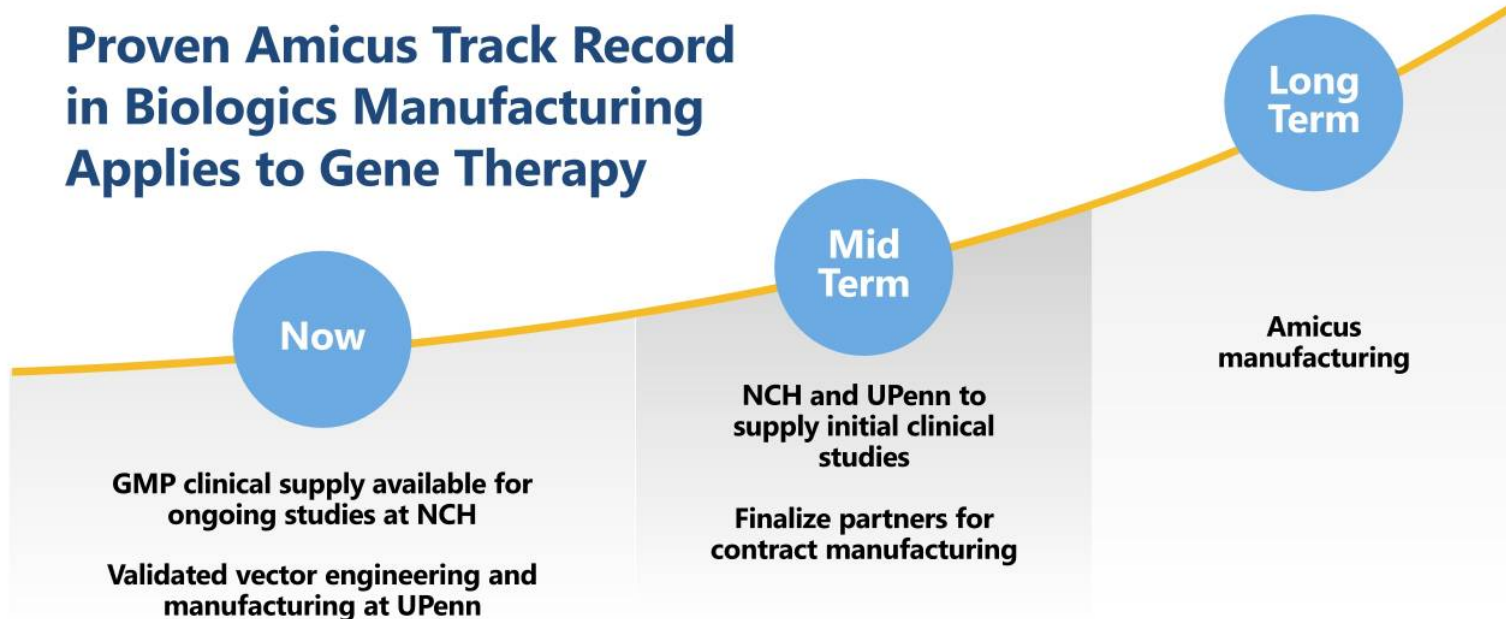 Proven Amicus Track Record
in Biologics Manufacturing
Applies to Gene Therapy
Now
GMP clinical supply available for
ongoing studies at NCH
Validated vector engineering and
manufacturing at UPenn
Mid
Term
NCH and UPenn to
supply initial clinical
studies
Finalize partners for
contract manufacturing
Long
Term
Amicus
manufacturing